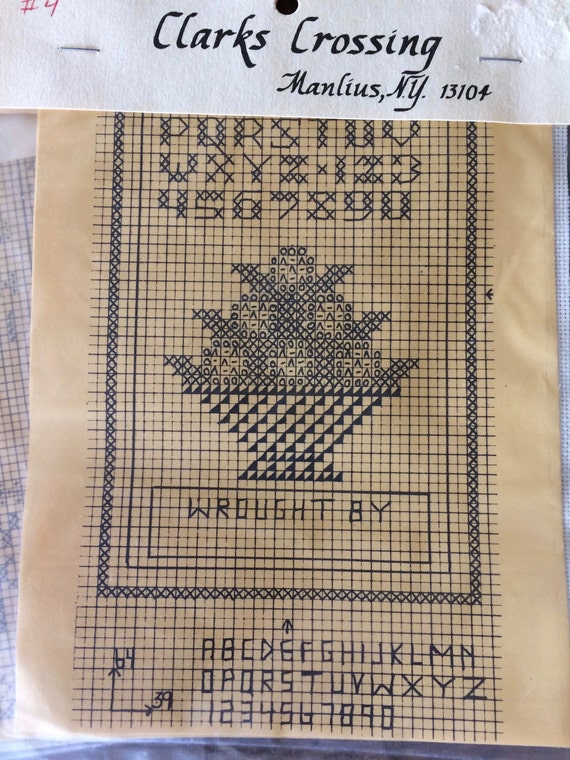 #4
Clarks Crossing
Manlius, N.Y. 13104
PQRSTUV
WXYZ·123
4567890
WROUGHT BY
ABCDEFGHIJKLMN
OPQRSTUVWXYZ
1234567890
64
39